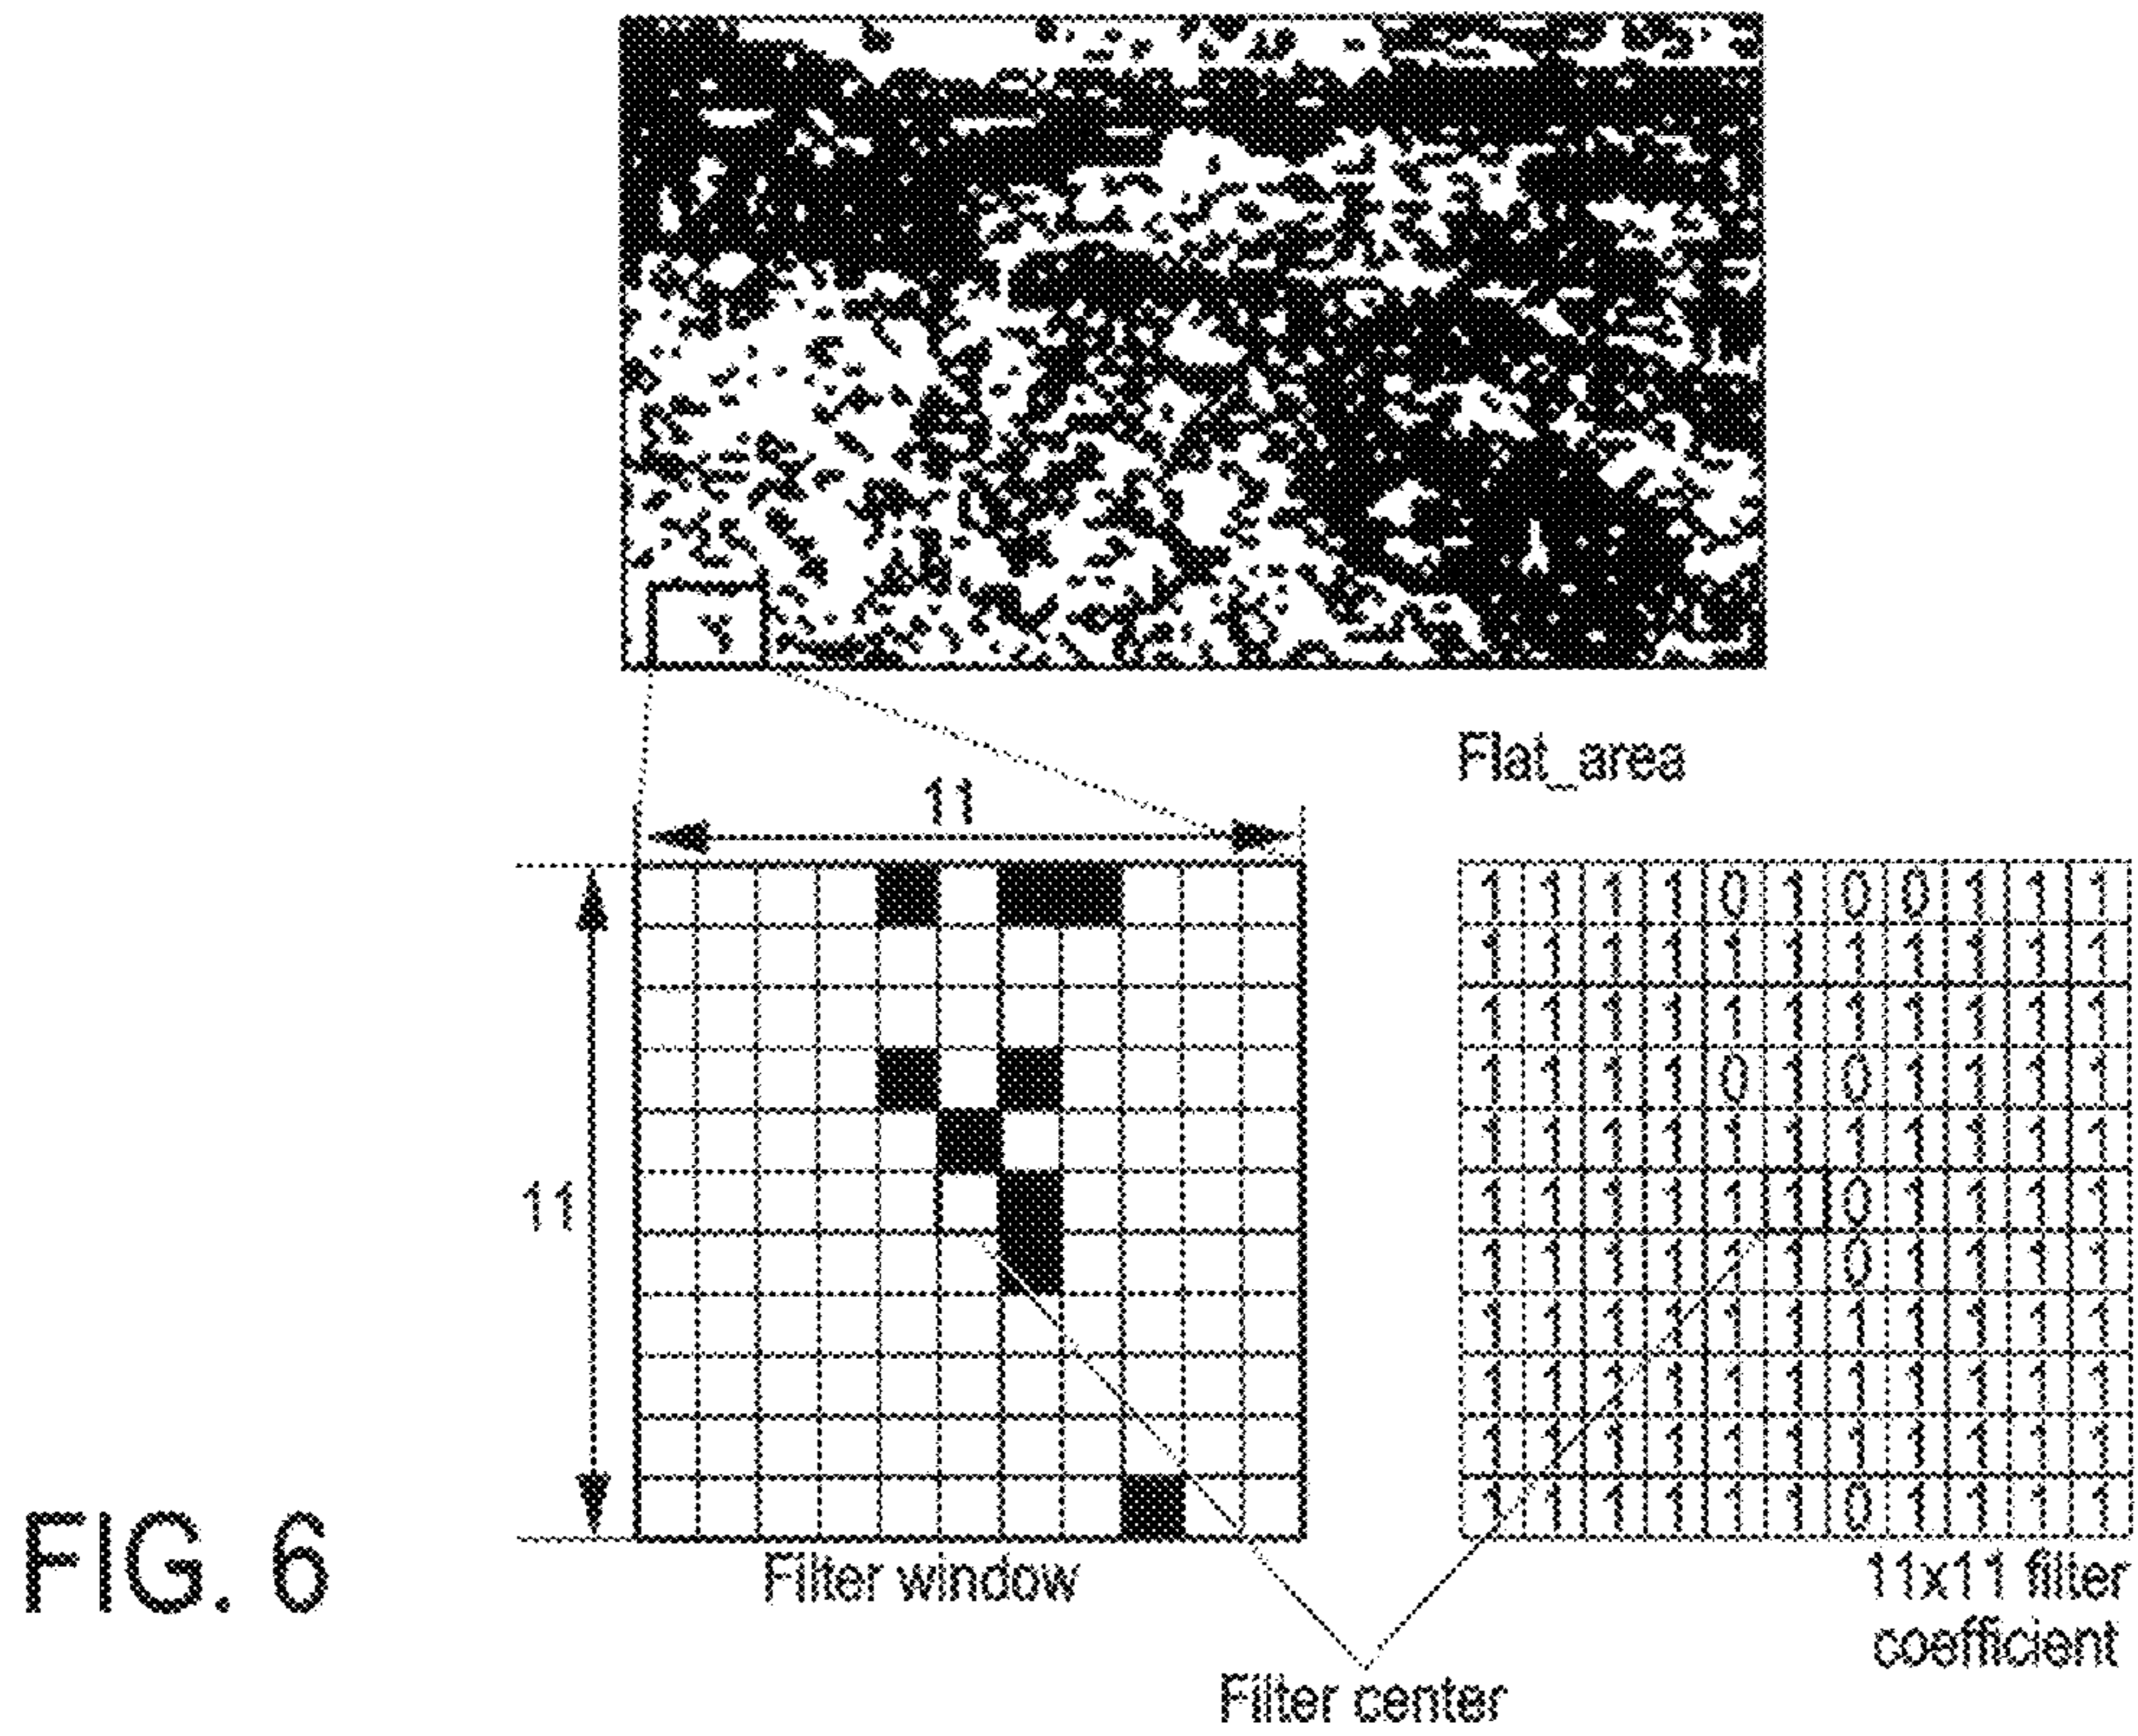 Flat_area
11
11
1 1 1 1 0 1 0 0 1 1 1
1 1 1 1 1 1 1 1 1 1 1
1 1 1 1 1 1 1 1 1 1 1
1 1 1 1 0 1 0 1 1 1 1
1 1 1 1 1 1 1 1 1 1 1
1 1 1 1 1 1 0 1 1 1 1
1 1 1 1 1 1 0 1 1 1 1
1 1 1 1 1 1 1 1 1 1 1
1 1 1 1 1 1 1 1 1 1 1
1 1 1 1 1 1 1 1 1 1 1
1 1 1 1 1 1 0 1 1 1 1
FIG. 6
Filter window
11x11 filter
coefficient
Filter center